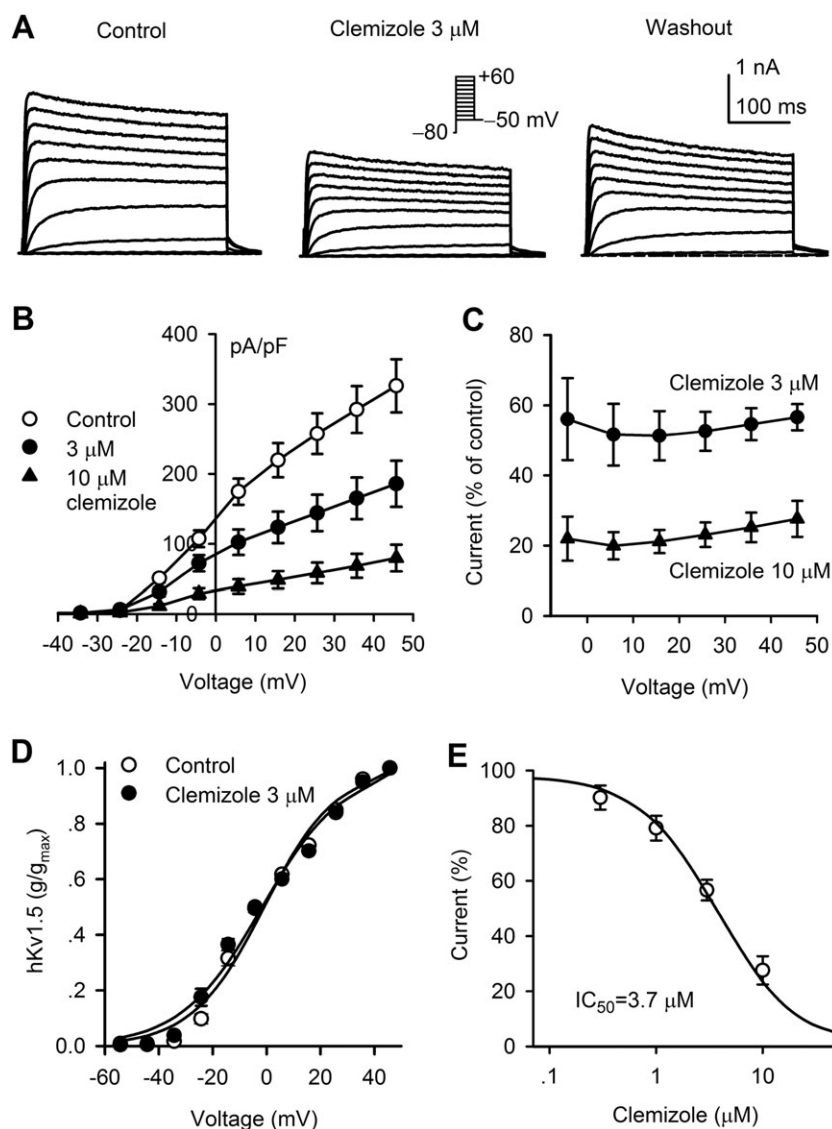 A
Control
Clemizole 3 μM
Washout
+60
−50 mV
−80
1 nA
100 ms
B
400
pA/pF
300
200
100
0
Control
3 μM
10 μM
clemizole
-40 -30 -20 -10 0 10 20 30 40 50
Voltage (mV)
C
80
60
40
20
0
Current (% of control)
Clemizole 3 μM
Clemizole 10 μM
0 10 20 30 40 50
Voltage (mV)
D
Control
Clemizole 3 μM
1.0
.8
.6
.4
.2
0.0
hKv1.5 (g/gmax)
-60 -40 -20 0 20 40
Voltage (mV)
E
100
80
60
40
20
0
Current (%)
IC50=3.7 μM
.1 1 10
Clemizole (μM)